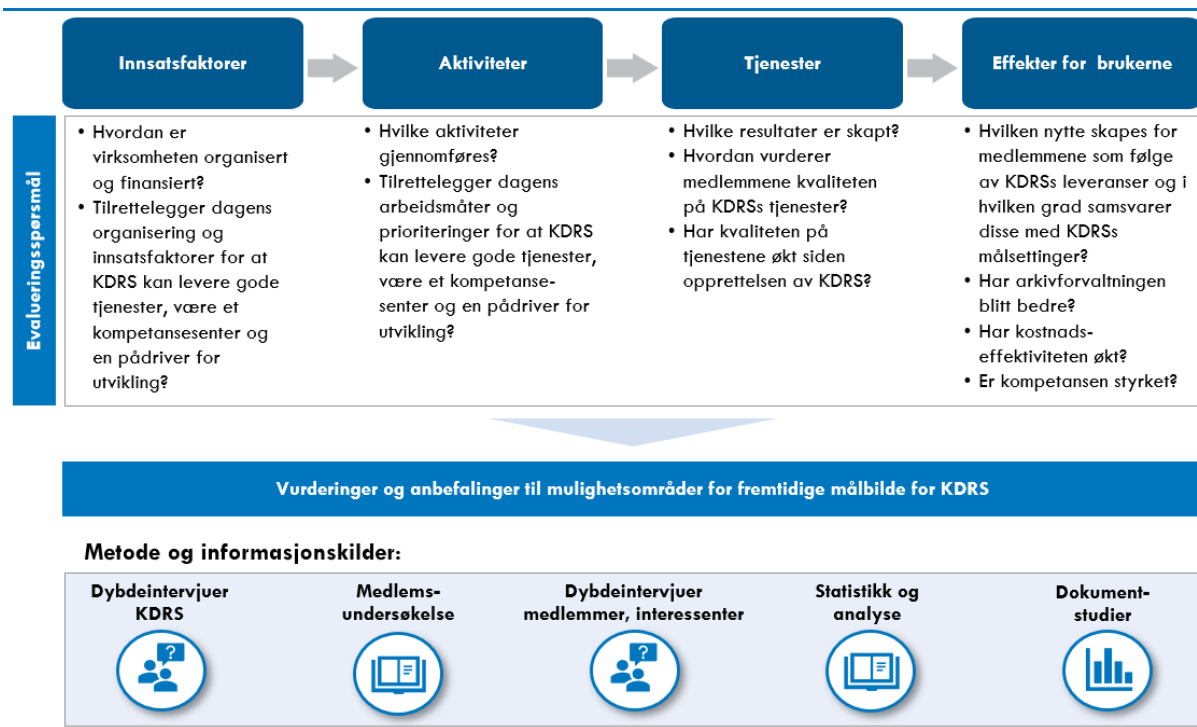 Innsatsfaktorer
Aktiviteter
Tjenester
Effekter for brukerne
Evalueringsspørsmål
• Hvordan er
virksomheten organisert
og finansiert?
• Tilrettelegger dagens
organisering og
innsatsfaktorer for at
KDRS kan levere gode
tjenester, være et
kompetansesenter og
en pådriver for
utvikling?
• Hvilke aktiviteter
gjennomføres?
• Tilrettelegger dagens
arbeidsmåter og
prioriteringer for at KDRS
kan levere gode tjenester,
være et kompetanse-
senter og en pådriver for
utvikling?
• Hvilke resultater er skapt?
• Hvordan vurderer
medlemmene kvaliteten
på KDRSs tjenester?
• Har kvaliteten på
tjenestene økt siden
opprettelsen av KDRS?
• Hvilken nytte skapes for
medlemmene som følge
av KDRSs leveranser og i
hvilken grad samsvarer
disse med KDRSs
målsettinger?
• Har arkivforvaltningen
blitt bedre?
• Har kostnads-
effektiviteten økt?
• Er kompetansen styrket?
Vurderinger og anbefalinger til mulighetsområder for fremtidige målbilde for KDRS
Metode og informasjonskilder:
Dybdeintervjuer
KDRS
Medlems-
undersøkelse
Dybdeintervjuer
medlemmer, interessenter
Statistikk og
analyse
Dokument-
studier
?
?